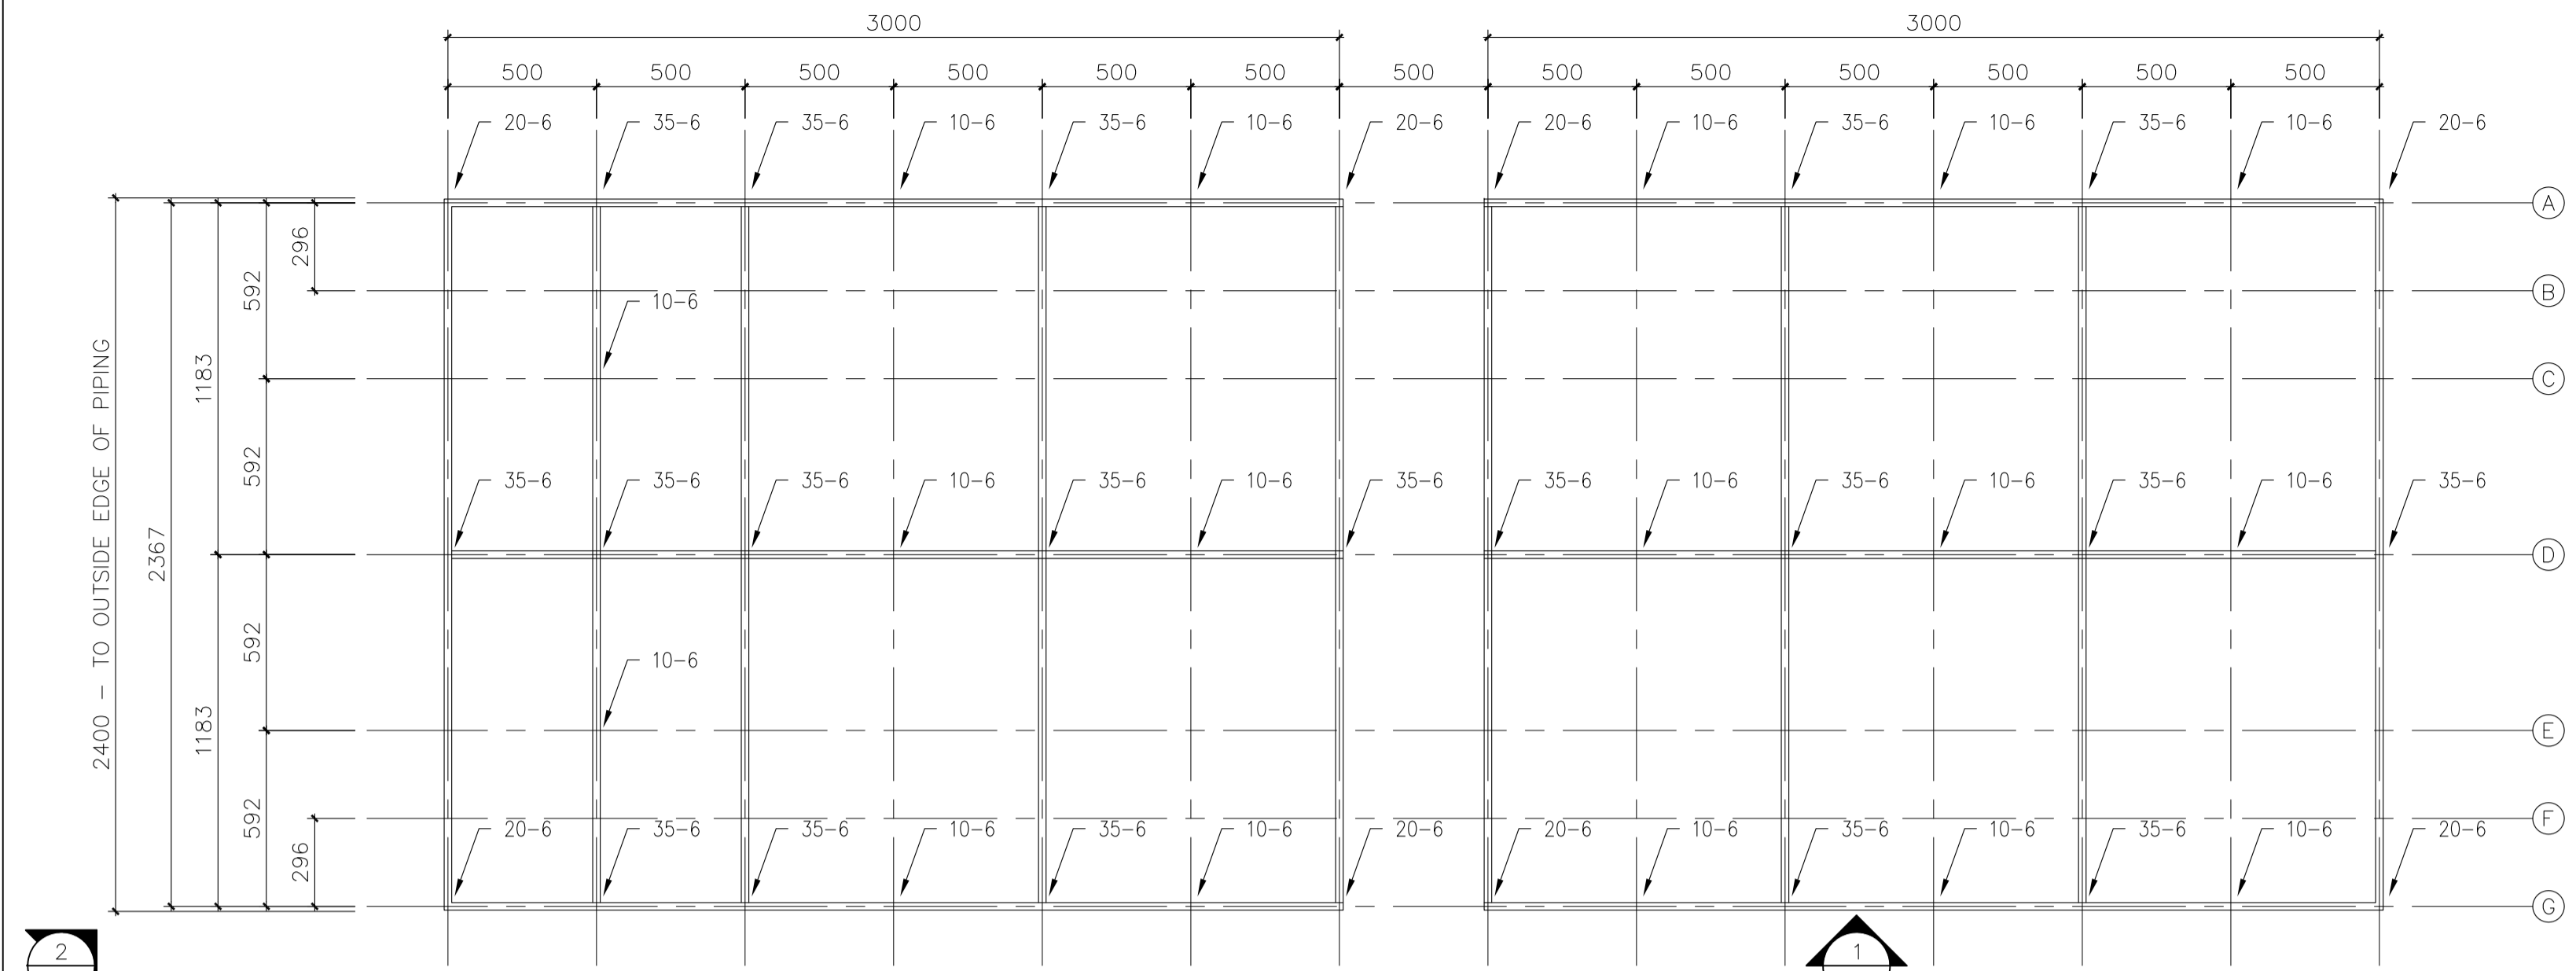 3000 3000
500 500 500 500 500 500 500 500 500 500 500 500 500
20-6 35-6 35-6 10-6 35-6 10-6 20-6 20-6 10-6 35-6 10-6 35-6 10-6 20-6
A
296
592
B
10-6
1183
C
2400 - TO OUTSIDE EDGE OF PIPING
592
35-6 35-6 35-6 10-6 35-6 10-6 35-6 35-6 10-6 35-6 10-6 35-6 10-6 35-6
2367
D
592
10-6
1183
E
592
F
20-6 35-6 35-6 10-6 35-6 10-6 20-6 20-6 10-6 35-6 10-6 35-6 10-6 20-6
296
G
2 1